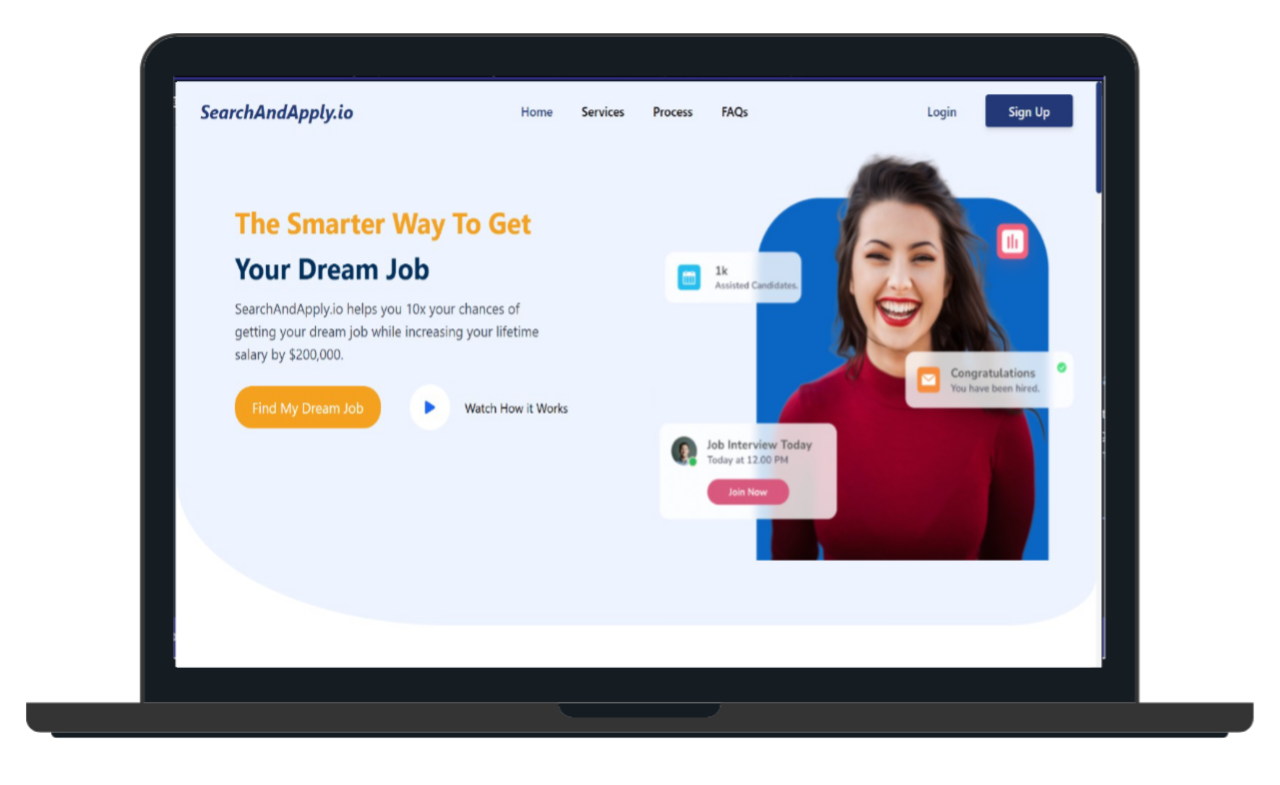 SearchAndApply.io
Home Services Process FAQs
Login Sign Up
The Smarter Way To Get
Your Dream Job
SearchAndApply.io helps you 10x your chances of
getting your dream job while increasing your lifetime
salary by $200,000.
Find My Dream Job
Watch How it Works
1k
Assisted Candidates.
Congratulations
You have been hired.
Job Interview Today
Today at 12.00 PM
Join Now